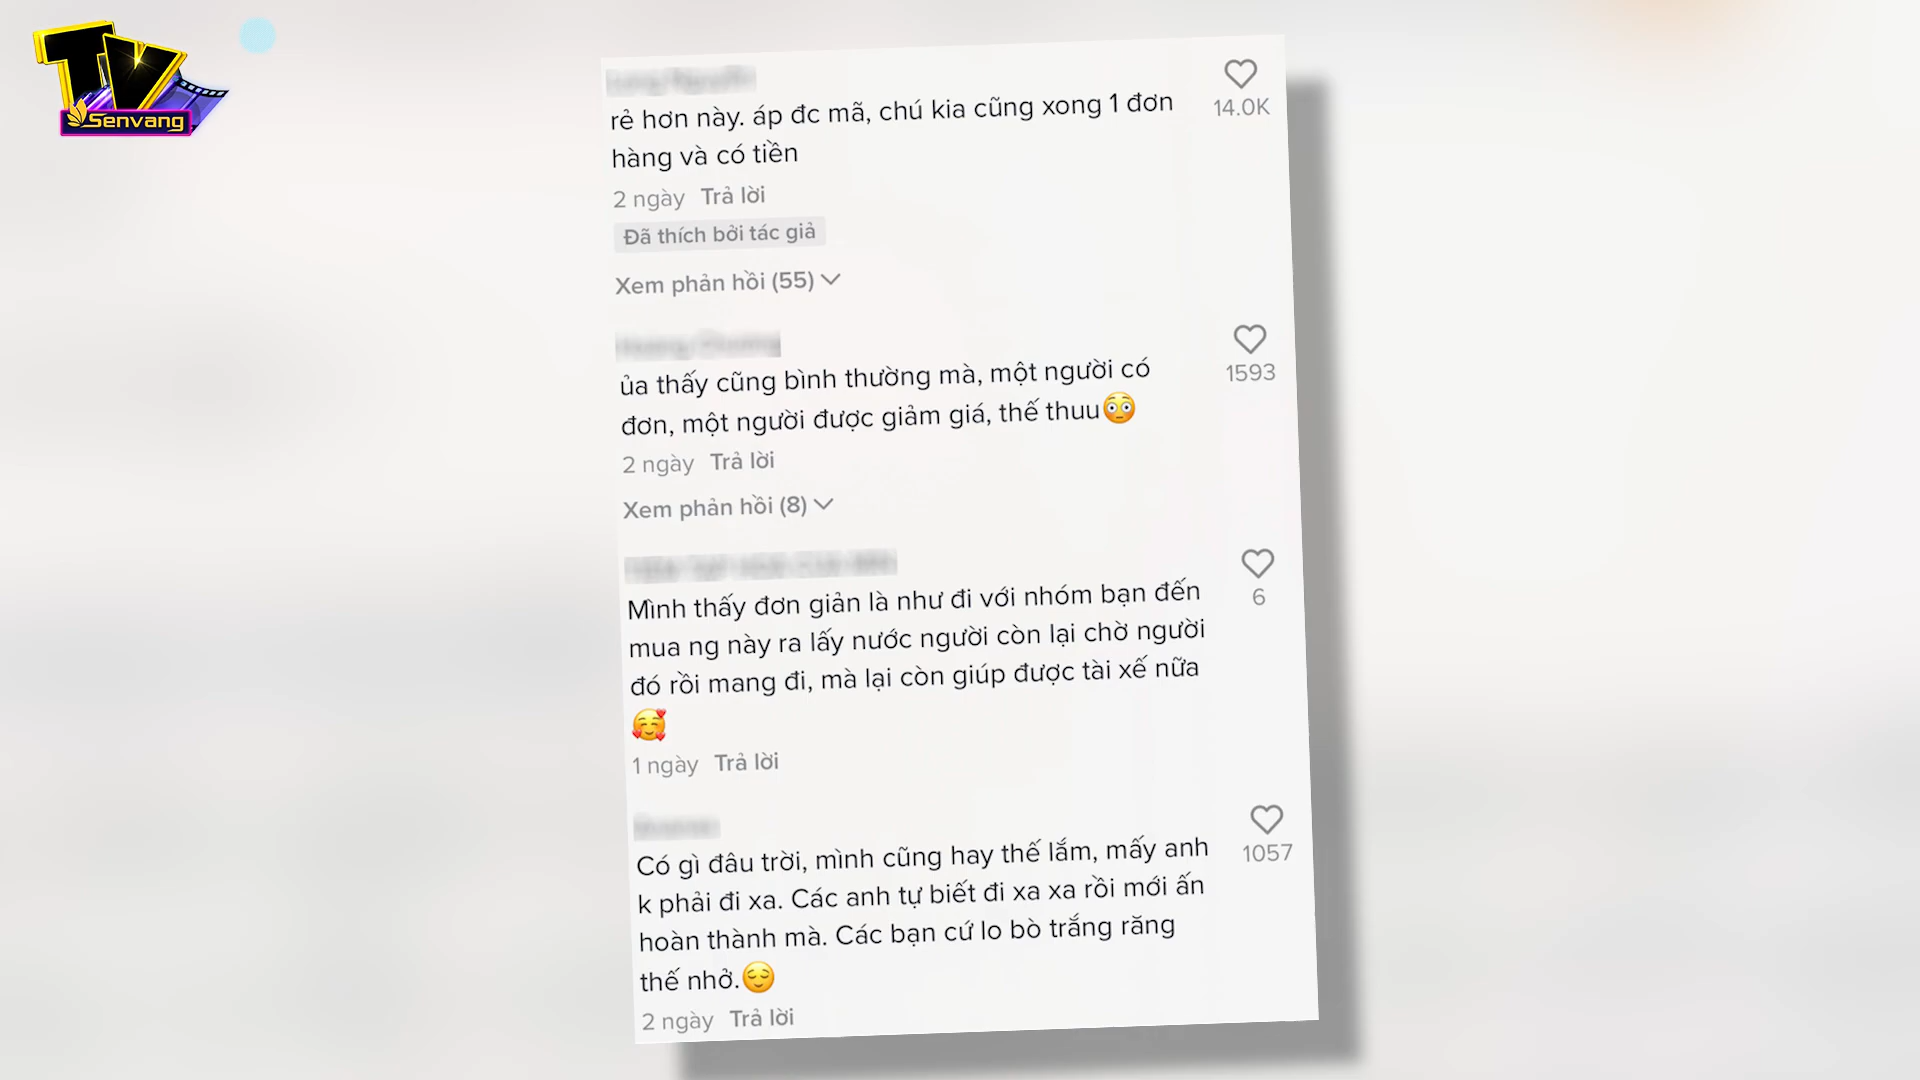 TV
Senvang
rẻ hơn này. áp đc mã, chú kia cũng xong 1 đơn
hàng và có tiền
14.0K
2 ngày Trả lời
Đã thích bởi tác giả
Xem phản hồi (55)
ủa thấy cũng bình thường mà, một người có
đơn, một người được giảm giá, thế thuu😳
1593
2 ngày Trả lời
Xem phản hồi (8)
Mình thấy đơn giản là như đi với nhóm bạn đến
mua ng này ra lấy nước người còn lại chờ người
đó rồi mang đi, mà lại còn giúp được tài xế nữa
🥰
6
1 ngày Trả lời
Có gì đâu trời, mình cũng hay thế lắm, mấy anh
k phải đi xa. Các anh tự biết đi xa xa rồi mới ấn
hoàn thành mà. Các bạn cứ lo bò trắng răng
thế nhở.😌
1057
2 ngày Trả lời